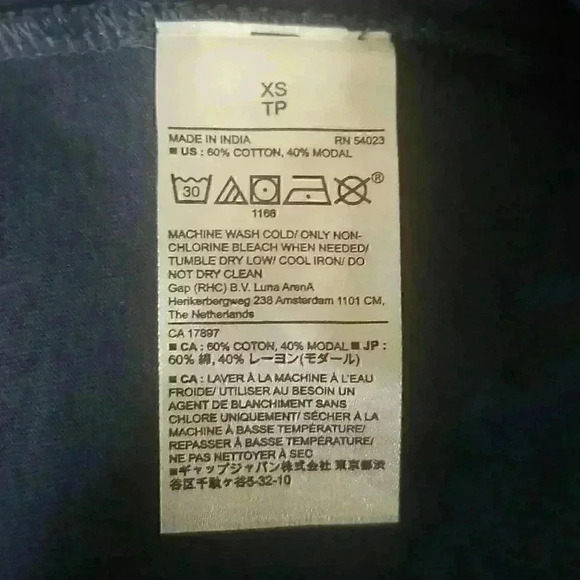 XS
TP
MADE IN INDIA RN 54023
■ US : 60% COTTON, 40% MODAL
30
®
1166
MACHINE WASH COLD/ ONLY NON-
CHLORINE BLEACH WHEN NEEDED/
TUMBLE DRY LOW/ COOL IRON/ DO
NOT DRY CLEAN
Gap (RHC) B.V. Luna ArenA
Herikerbergweg 238 Amsterdam 1101 CM,
The Netherlands
CA 17897
■ CA : 60% COTON, 40% MODAL ■ JP :
60% 綿, 40% レーヨン(モダール)
■ CA : LAVER À LA MACHINE À L'EAU
FROIDE/ UTILISER AU BESOIN UN
AGENT DE BLANCHIMENT SANS
CHLORE UNIQUEMENT/ SÉCHER À LA
MACHINE À BASSE TEMPÉRATURE/
REPASSER À BASSE TEMPÉRATURE/
NE PAS NETTOYER À SEC
■ギャップジャパン株式会社 東京都渋
谷区千駄ヶ谷5-32-10